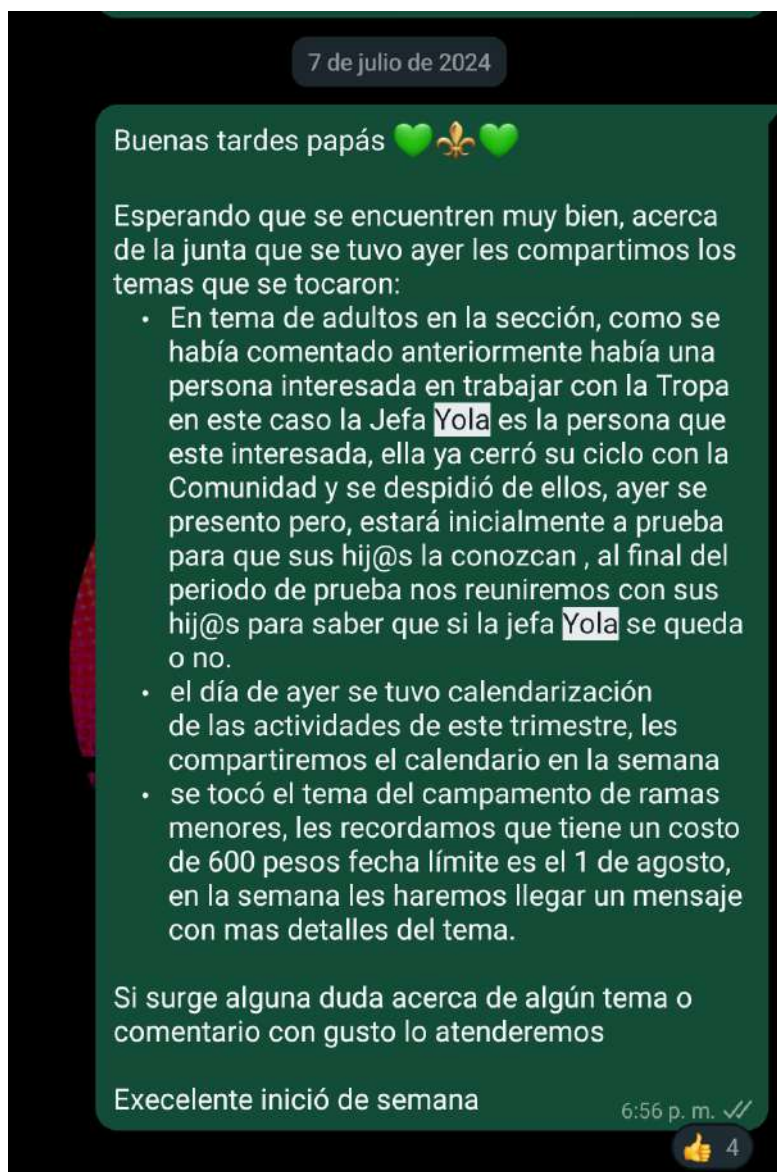 7 de julio de 2024
Buenas tardes papás 💚⚜️💚
Esperando que se encuentren muy bien, acerca
de la junta que se tuvo ayer les compartimos los
temas que se tocaron:
• En tema de adultos en la sección, como se
había comentado anteriormente había una
persona interesada en trabajar con la Tropa
en este caso la Jefa Yola es la persona que
este interesada, ella ya cerró su ciclo con la
Comunidad y se despidió de ellos, ayer se
presento pero, estará inicialmente a prueba
para que sus hij@s la conozcan , al final del
periodo de prueba nos reuniremos con sus
hij@s para saber que si la jefa Yola se queda
o no.
• el día de ayer se tuvo calendarización
de las actividades de este trimestre, les
compartiremos el calendario en la semana
• se tocó el tema del campamento de ramas
menores, les recordamos que tiene un costo
de 600 pesos fecha límite es el 1 de agosto,
en la semana les haremos llegar un mensaje
con mas detalles del tema.
Si surge alguna duda acerca de algún tema o
comentario con gusto lo atenderemos
Execelente inició de semana
6:56 p. m.
👍 4